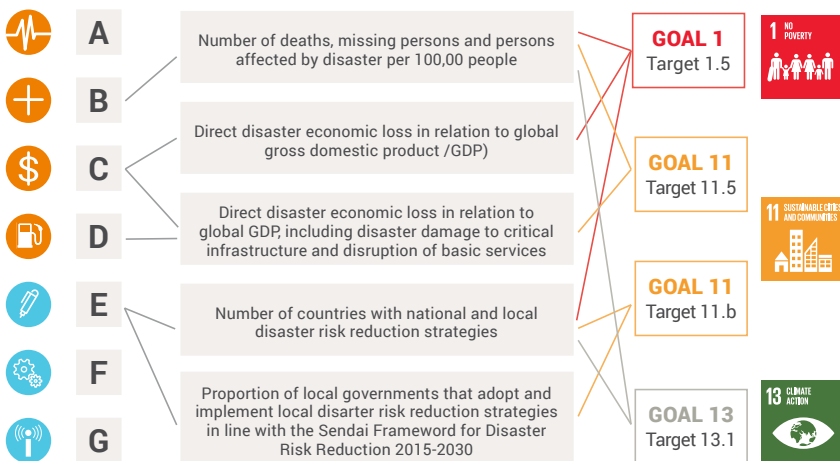 A
B
C
D
E
F
G
Number of deaths, missing persons and persons
affected by disaster per 100,00 people
Direct disaster economic loss in relation to global
gross domestic product /GDP)
Direct disaster economic loss in relation to
global GDP, including disaster damage to critical
infrastructure and disruption of basic services
Number of countries with national and local
disaster risk reduction strategies
Proportion of local governments that adopt and
implement local disarter risk reduction strategies
in line with the Sendai Frameword for Disaster
Risk Reduction 2015-2030
GOAL 1
Target 1.5
GOAL 11
Target 11.5
GOAL 11
Target 11.b
GOAL 13
Target 13.1
1 NO
POVERTY
11 SUSTAINABLE CITIES
AND COMMUNITIES
13 CLIMATE
ACTION